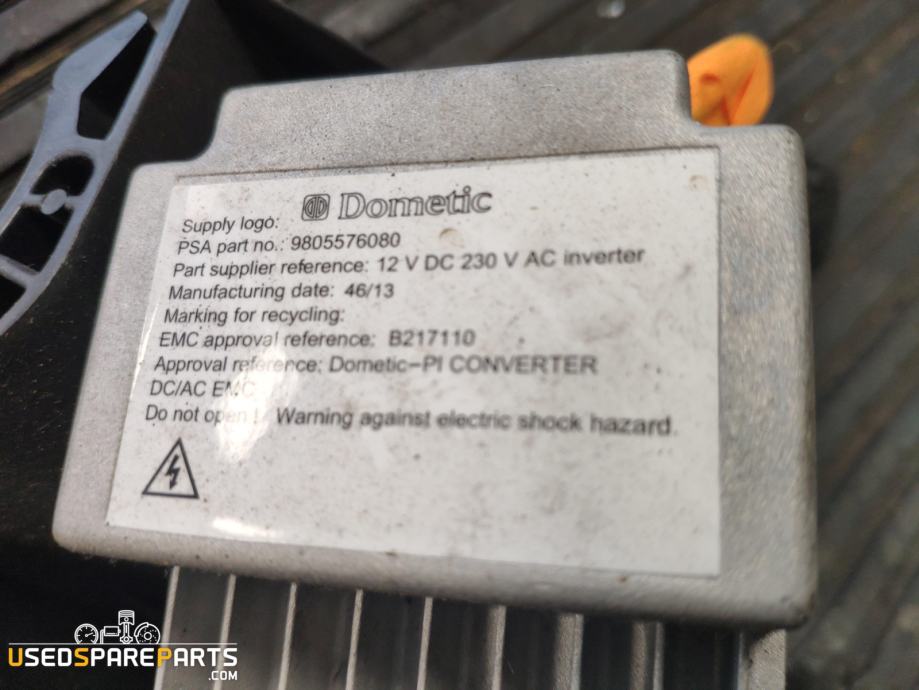 Supply logo: Dometic
PSA part no.: 9805576080
Part supplier reference: 12 V DC 230 V AC inverter
Manufacturing date: 46/13
Marking for recycling:
EMC approval reference: B217110
Approval reference: Dometic-PI CONVERTER
DC/AC EMC
Do not open ! Warning against electric shock hazard.
USEDSPAREPARTS
.COM